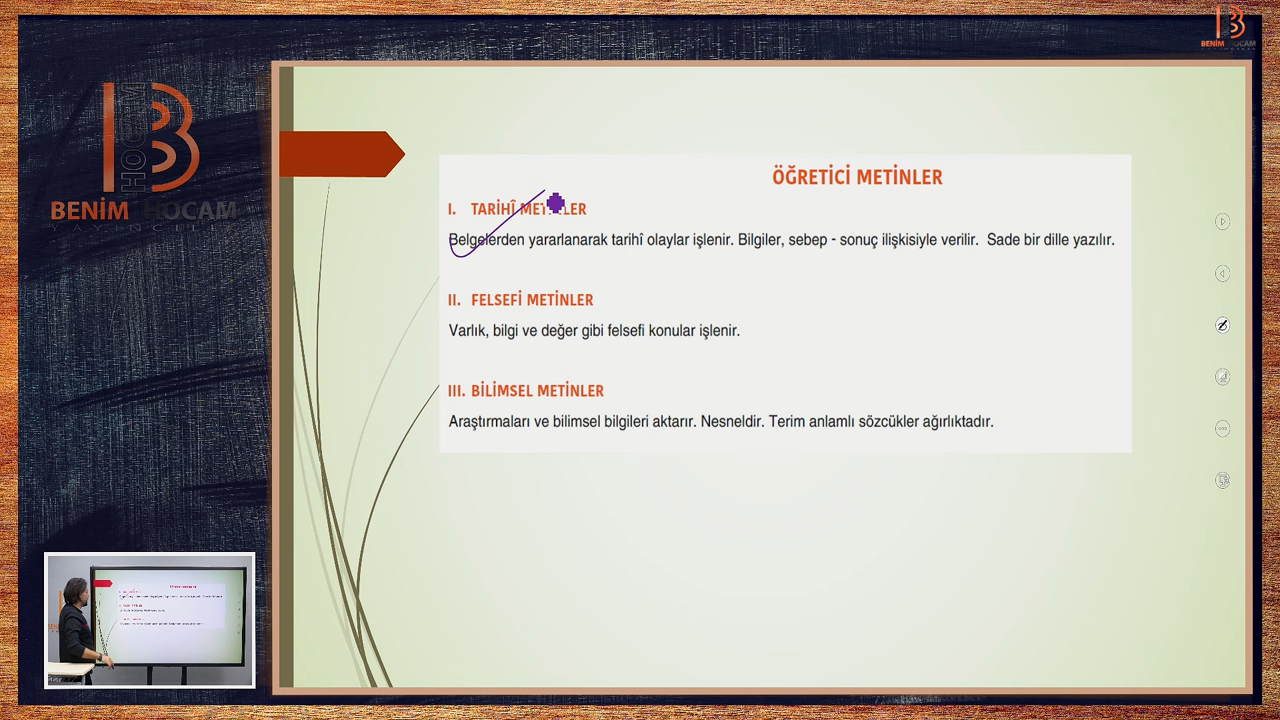 BENİM HOCAM
HOCAM
BENİM HOCAM
ÖĞRETİCİ METİNLER
I. TARİHÎ METİNLER
Belgelerden yararlanarak tarihî olaylar işlenir. Bilgiler, sebep - sonuç ilişkisiyle verilir. Sade bir dille yazılır.
II. FELSEFİ METİNLER
Varlık, bilgi ve değer gibi felsefi konular işlenir.
III. BİLİMSEL METİNLER
Araştırmaları ve bilimsel bilgileri aktarır. Nesneldir. Terim anlamlı sözcükler ağırlıktadır.